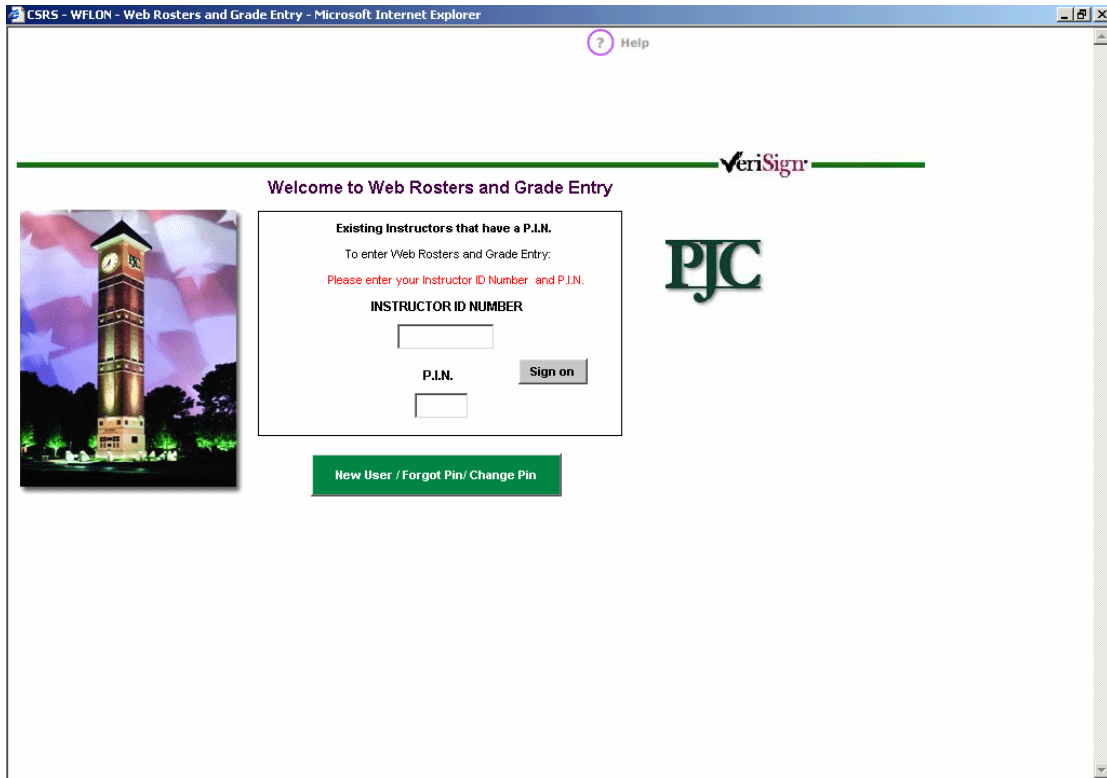 CSRS - WFLON - Web Rosters and Grade Entry - Microsoft Internet Explorer
? Help
VeriSign
Welcome to Web Rosters and Grade Entry
Existing Instructors that have a P.I.N.
To enter Web Rosters and Grade Entry:
Please enter your Instructor ID Number and P.I.N.
INSTRUCTOR ID NUMBER
P.I.N.
Sign on
New User / Forgot Pin/ Change Pin
PJC
PJC